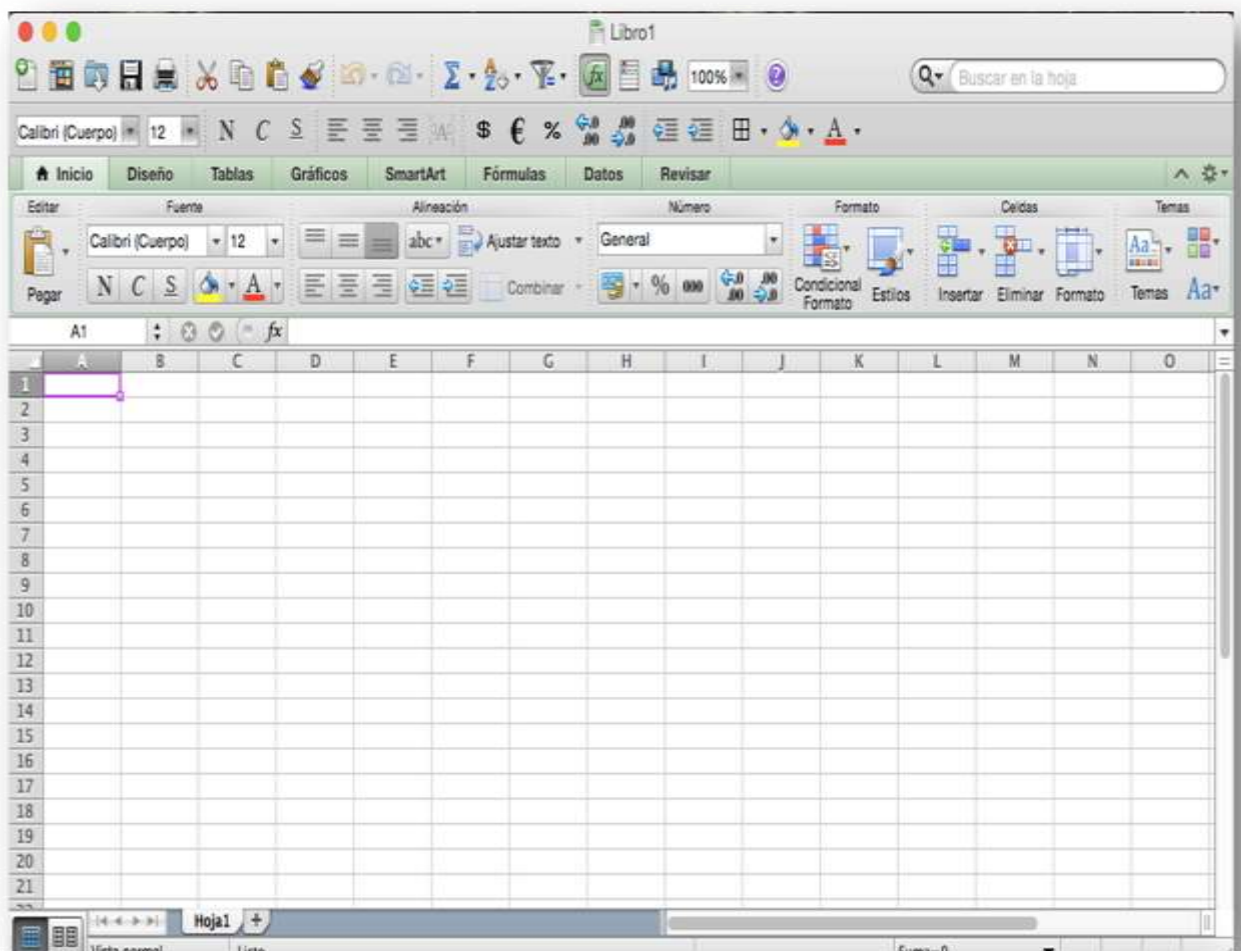 Libro1
100% Buscar en la hoja
Calibri (Cuerpo) 12 N C S $ € % A
Inicio Diseño Tablas Gráficos SmartArt Fórmulas Datos Revisar
Editar Fuente Alineación Número Formato Celdas Temas
Calibri (Cuerpo) 12 abc Ajustar texto General
Pegar N C S A Combinar % 000 Condicional Formato Estilos Insertar Eliminar Formato Temas Aa
A1 fx
A B C D E F G H I J K L M N O
1
2
3
4
5
6
7
8
9
10
11
12
13
14
15
16
17
18
19
20
21
Hoja1 +
Vista normal Listo Suma=0